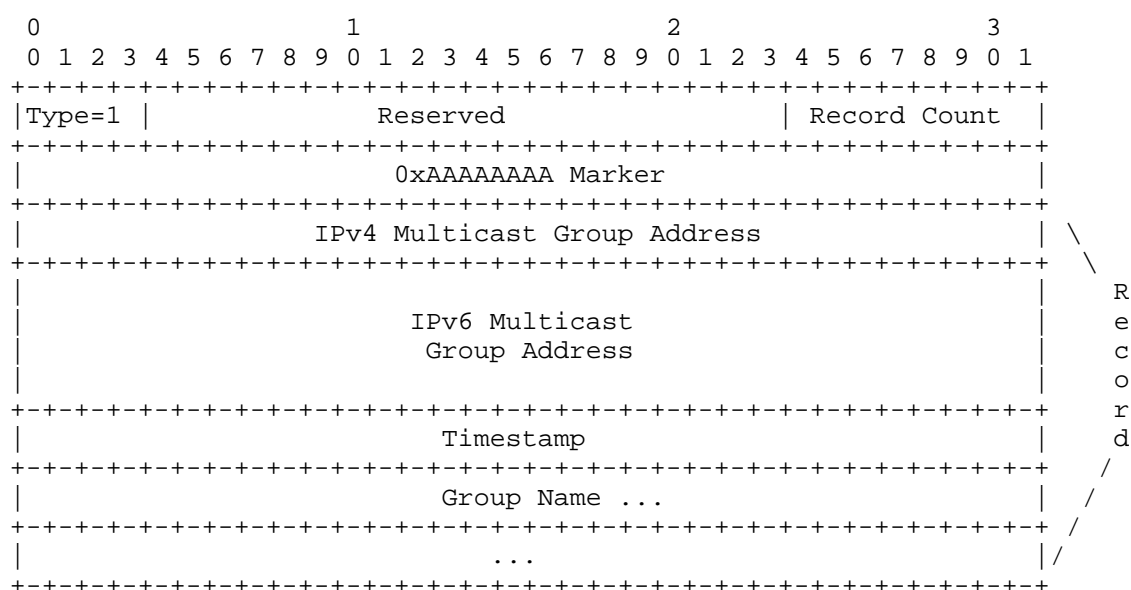 0                   1                   2                   3
0 1 2 3 4 5 6 7 8 9 0 1 2 3 4 5 6 7 8 9 0 1 2 3 4 5 6 7 8 9 0 1
+-+-+-+-+-+-+-+-+-+-+-+-+-+-+-+-+-+-+-+-+-+-+-+-+-+-+-+-+-+-+-+-+
|Type=1 |              Reserved                 | Record Count  |
+-+-+-+-+-+-+-+-+-+-+-+-+-+-+-+-+-+-+-+-+-+-+-+-+-+-+-+-+-+-+-+-+
|                       0xAAAAAAAA Marker                       |
+-+-+-+-+-+-+-+-+-+-+-+-+-+-+-+-+-+-+-+-+-+-+-+-+-+-+-+-+-+-+-+-+
|                  IPv4 Multicast Group Address                 | \
+-+-+-+-+-+-+-+-+-+-+-+-+-+-+-+-+-+-+-+-+-+-+-+-+-+-+-+-+-+-+-+-+  \
|                                                               |    R
|                        IPv6 Multicast                         |    e
|                         Group Address                         |    c
|                                                               |    o
+-+-+-+-+-+-+-+-+-+-+-+-+-+-+-+-+-+-+-+-+-+-+-+-+-+-+-+-+-+-+-+-+    r
|                          Timestamp                            |    d
+-+-+-+-+-+-+-+-+-+-+-+-+-+-+-+-+-+-+-+-+-+-+-+-+-+-+-+-+-+-+-+-+   /
|                          Group Name ...                       |  /
+-+-+-+-+-+-+-+-+-+-+-+-+-+-+-+-+-+-+-+-+-+-+-+-+-+-+-+-+-+-+-+-+ /
|                             ...                               |/
+-+-+-+-+-+-+-+-+-+-+-+-+-+-+-+-+-+-+-+-+-+-+-+-+-+-+-+-+-+-+-+-+